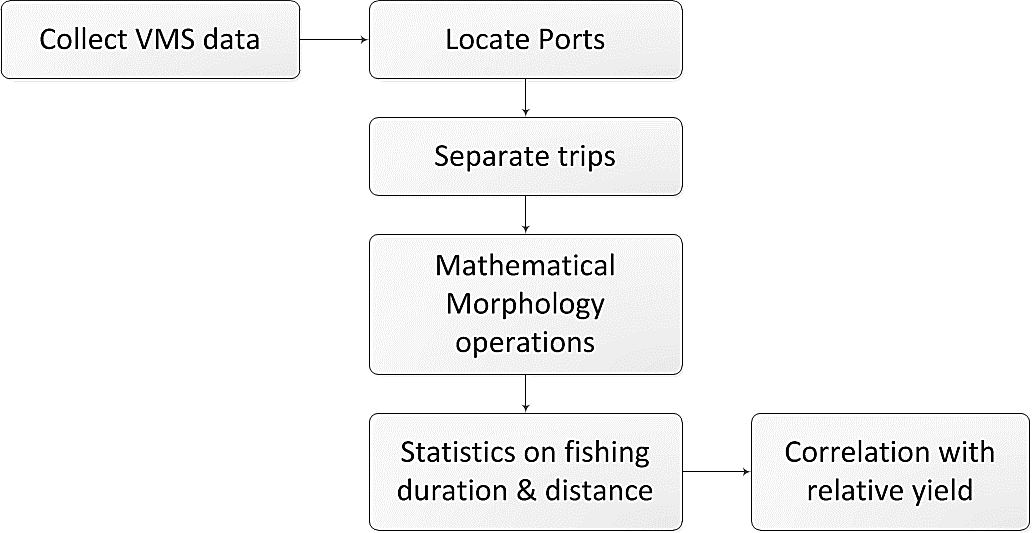 Collect VMS data
Locate Ports
Separate trips
Mathematical
Morphology
operations
Statistics on fishing
duration & distance
Correlation with
relative yield